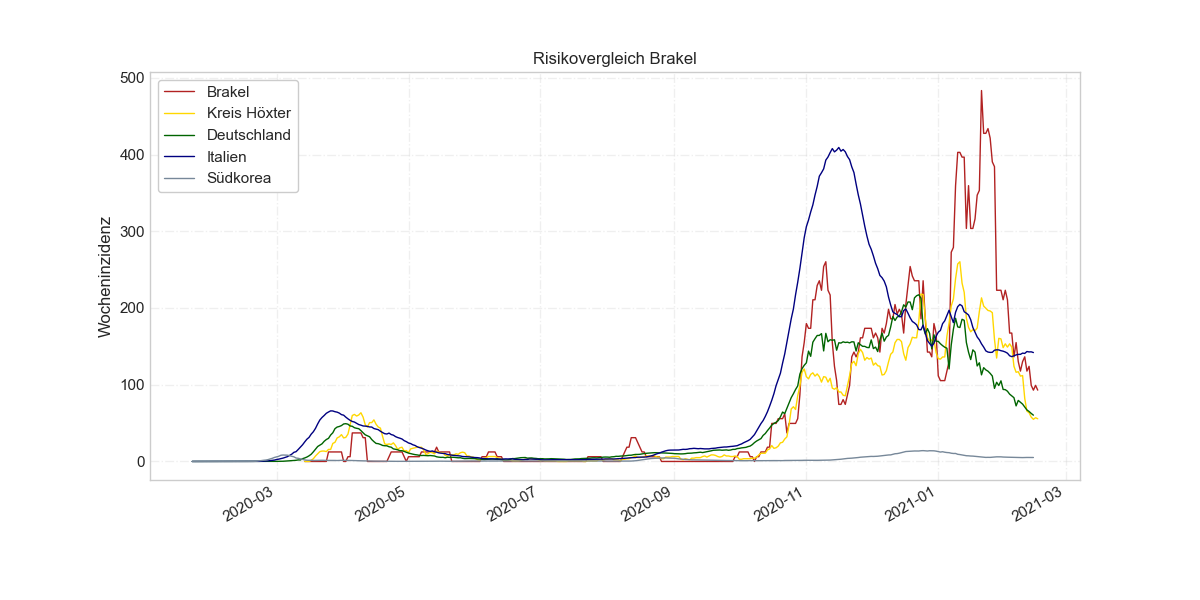 Risikovergleich Brakel
500
400
300
200
100
0
Wocheninzidenz
Brakel
Kreis Höxter
Deutschland
Italien
Südkorea
2020-03
2020-05
2020-07
2020-09
2020-11
2021-01
2021-03